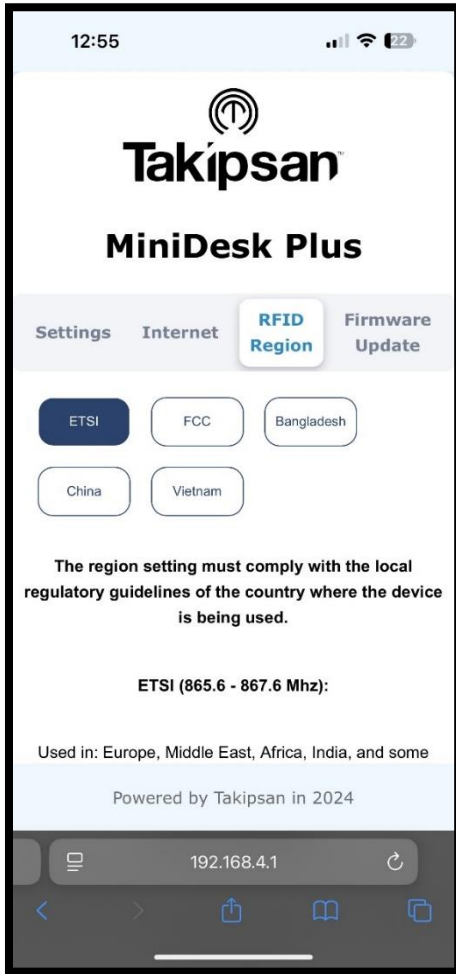 12:55
22
Takipsan
MiniDesk Plus
Settings Internet RFID Region Firmware Update
ETSI FCC Bangladesh
China Vietnam
The region setting must comply with the local
regulatory guidelines of the country where the device
is being used.
ETSI (865.6 - 867.6 Mhz):
Used in: Europe, Middle East, Africa, India, and some
Powered by Takipsan in 2024
192.168.4.1